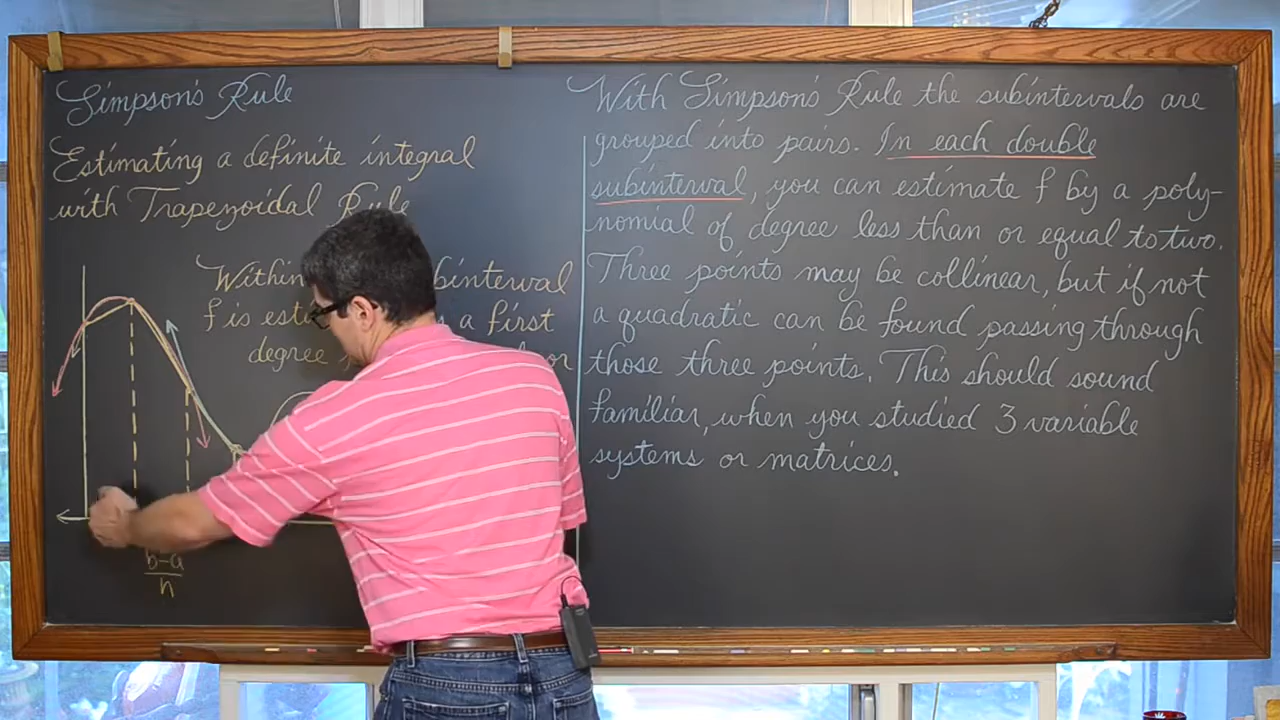 Simpson's Rule
Estimating a definite integral
with Trapezoidal Rule
Within binterval
f is est a first
degree or
b-a
n
With Simpson's Rule the subintervals are
grouped into pairs. In each double
subinterval, you can estimate f by a poly-
nomial of degree less than or equal to two.
Three points may be collinear, but if not
a quadratic can be found passing through
those three points. This should sound
familiar, when you studied 3 variable
systems or matrices.